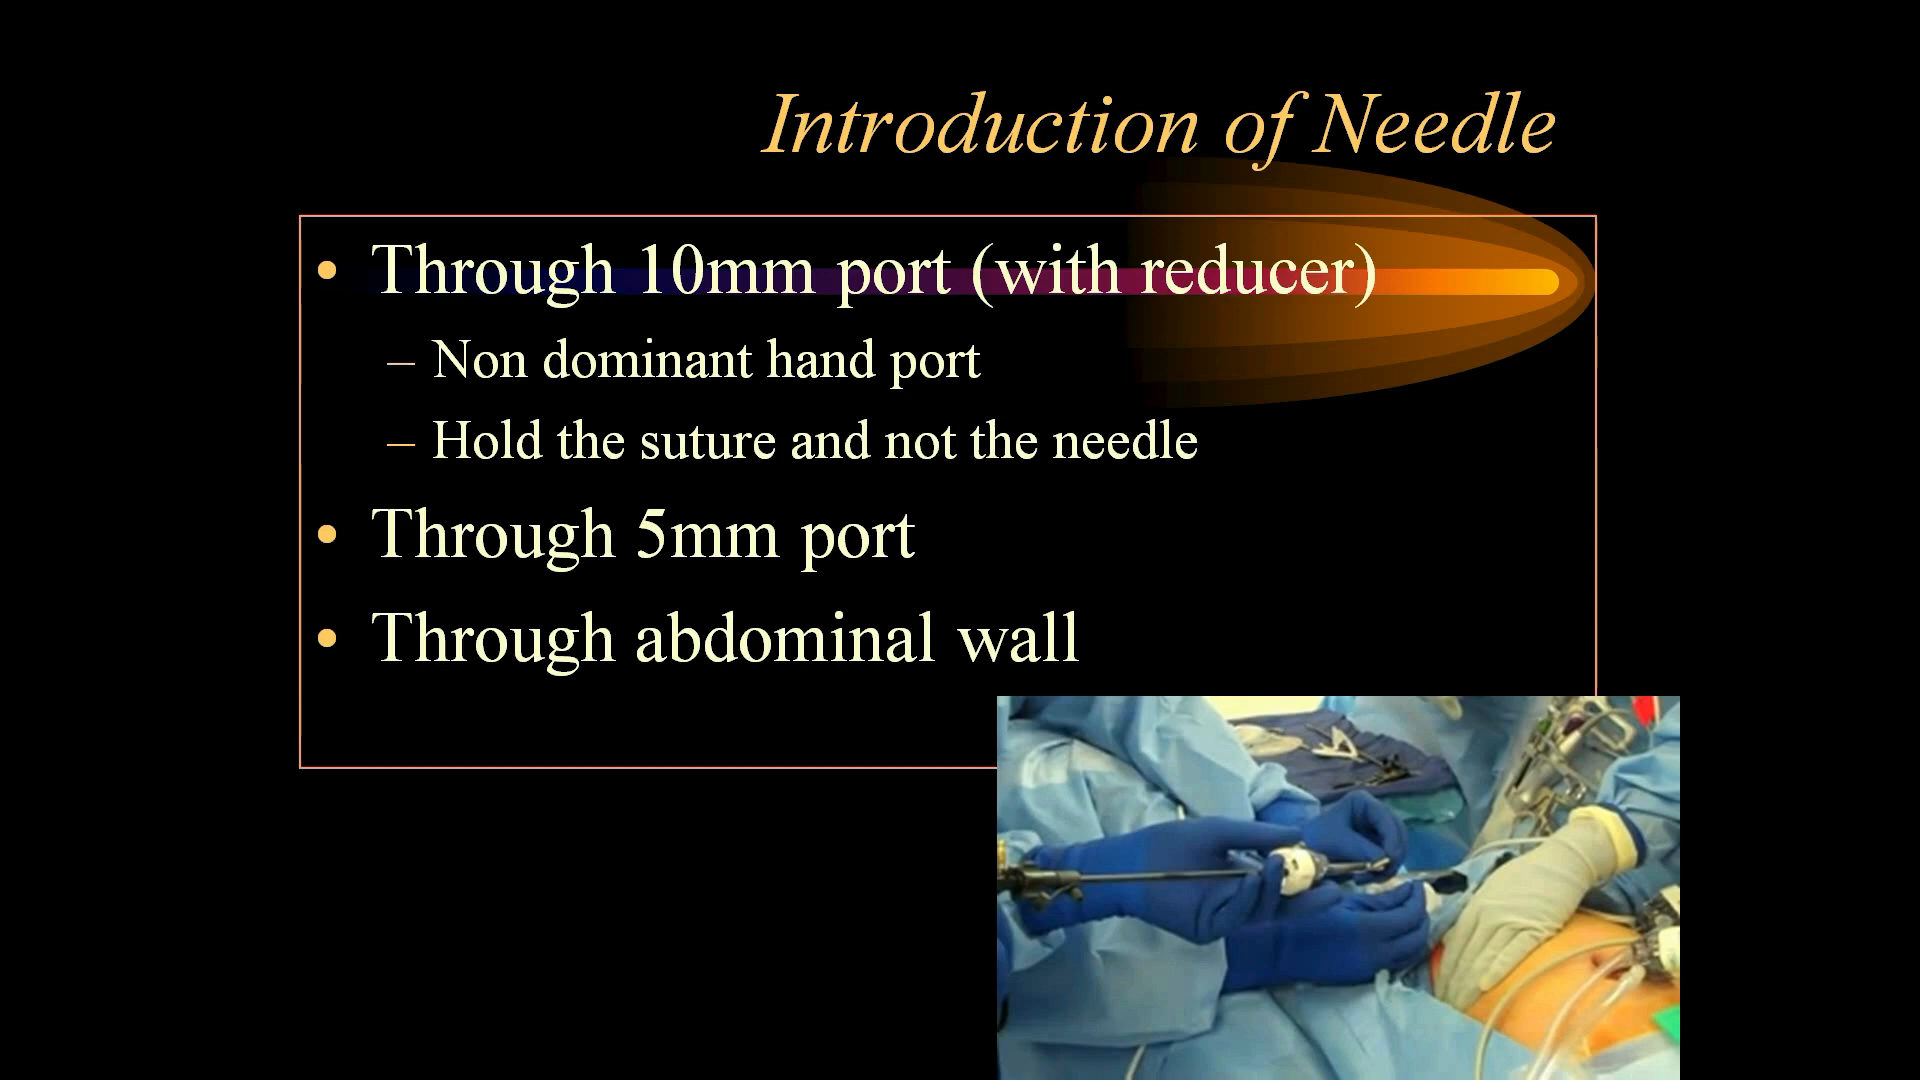 Introduction of Needle
• Through 10mm port (with reducer)
– Non dominant hand port
– Hold the suture and not the needle
• Through 5mm port
• Through abdominal wall